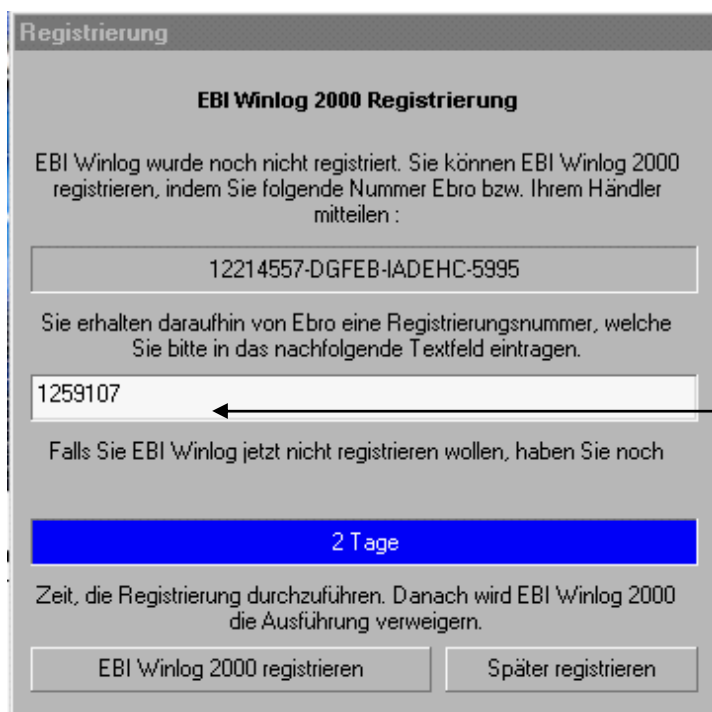 Registrierung
EBI Winlog 2000 Registrierung
EBI Winlog wurde noch nicht registriert. Sie können EBI Winlog 2000
registrieren, indem Sie folgende Nummer Ebro bzw. Ihrem Händler
mitteilen :
12214557-DGFEB-IADEHC-5995
Sie erhalten daraufhin von Ebro eine Registrierungsnummer, welche
Sie bitte in das nachfolgende Textfeld eintragen.
1259107
Falls Sie EBI Winlog jetzt nicht registrieren wollen, haben Sie noch
2 Tage
Zeit, die Registrierung durchzuführen. Danach wird EBI Winlog 2000
die Ausführung verweigern.
EBI Winlog 2000 registrieren
Später registrieren